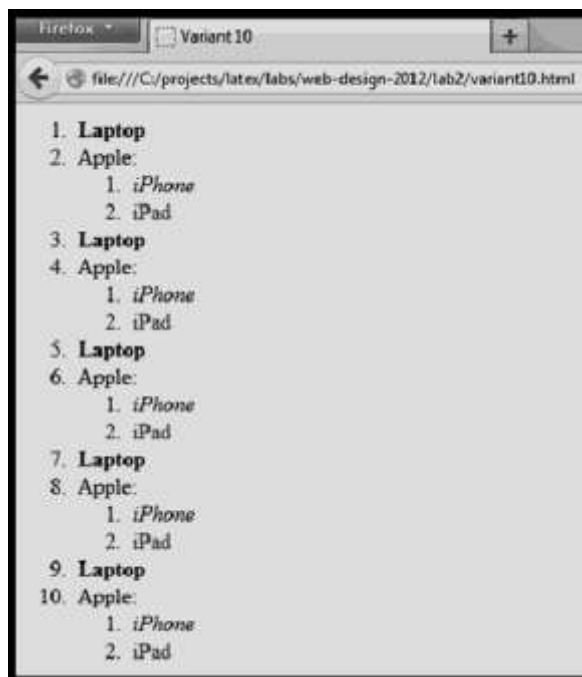 Firefox
Variant 10
+
file:///C:/projects/latex/labs/web-design-2012/lab2/variant10.html
1. Laptop
2. Apple:
1. iPhone
2. iPad
3. Laptop
4. Apple:
1. iPhone
2. iPad
5. Laptop
6. Apple:
1. iPhone
2. iPad
7. Laptop
8. Apple:
1. iPhone
2. iPad
9. Laptop
10. Apple:
1. iPhone
2. iPad